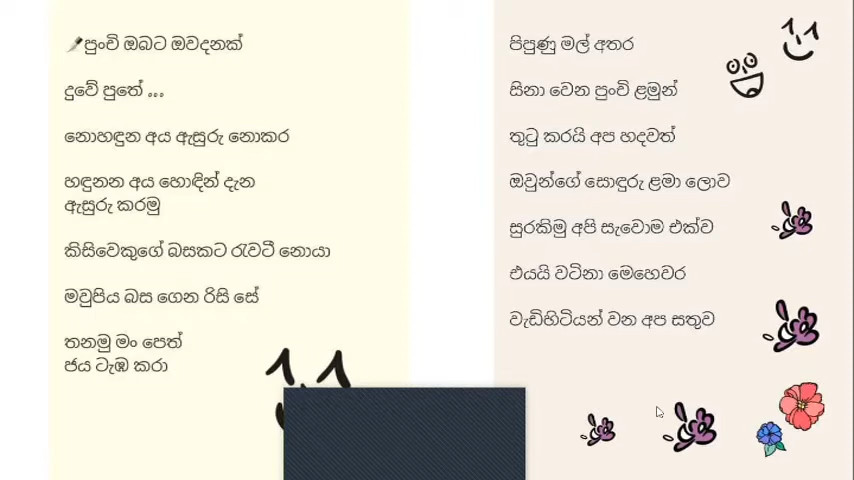 පුංචි ඔබට ඔවදනක්
දුවේ පුතේ ...
නොහඳුන අය ඇසුරු නොකර
හඳුනන අය හොඳින් දැන
ඇසුරු කරමු
කිසිවෙකුගේ බසකට රැවටී නොයා
මවුපිය බස ගෙන රිසි සේ
තනමු මං පෙත්
ජය ටැඹ කරා
පිපුණු මල් අතර
සිනා වෙන පුංචි ළමුන්
තුටු කරයි අප හදවත්
ඔවුන්ගේ සොඳුරු ළමා ලොව
සුරකිමු අපි සැවොම එක්ව
එයයි වටිනා මෙහෙවර
වැඩිහිටියන් වන අප සතුව